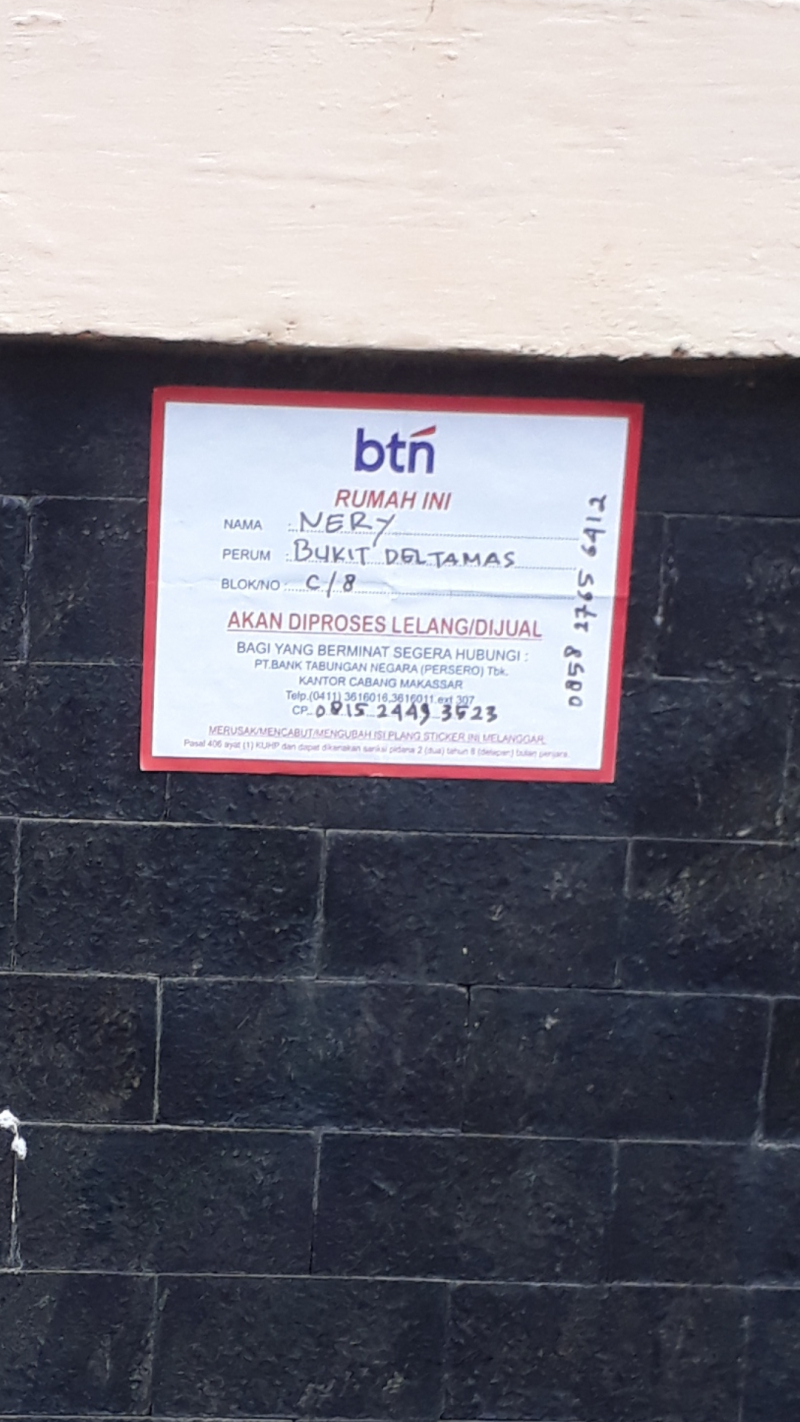 btn
RUMAH INI
NAMA : NERY
PERUM : BUKIT DELTAMAS
BLOK/NO : C/8
AKAN DIPROSES LELANG/DIJUAL
BAGI YANG BERMINAT SEGERA HUBUNGI :
PT.BANK TABUNGAN NEGARA (PERSERO) Tbk.
KANTOR CABANG MAKASSAR
Telp.(0411) 3616016,3616011.ext 307
CP. 0815 2449 3523
MERUSAK/MENCABUT/MENGUBAH ISI PLANG STICKER INI MELANGGAR.
Pasal 406 ayat (1) KUHP dan dapat dikenakan sanksi pidana 2 (dua) tahun 8 (delapan) bulan penjara.
0858 2765 6412